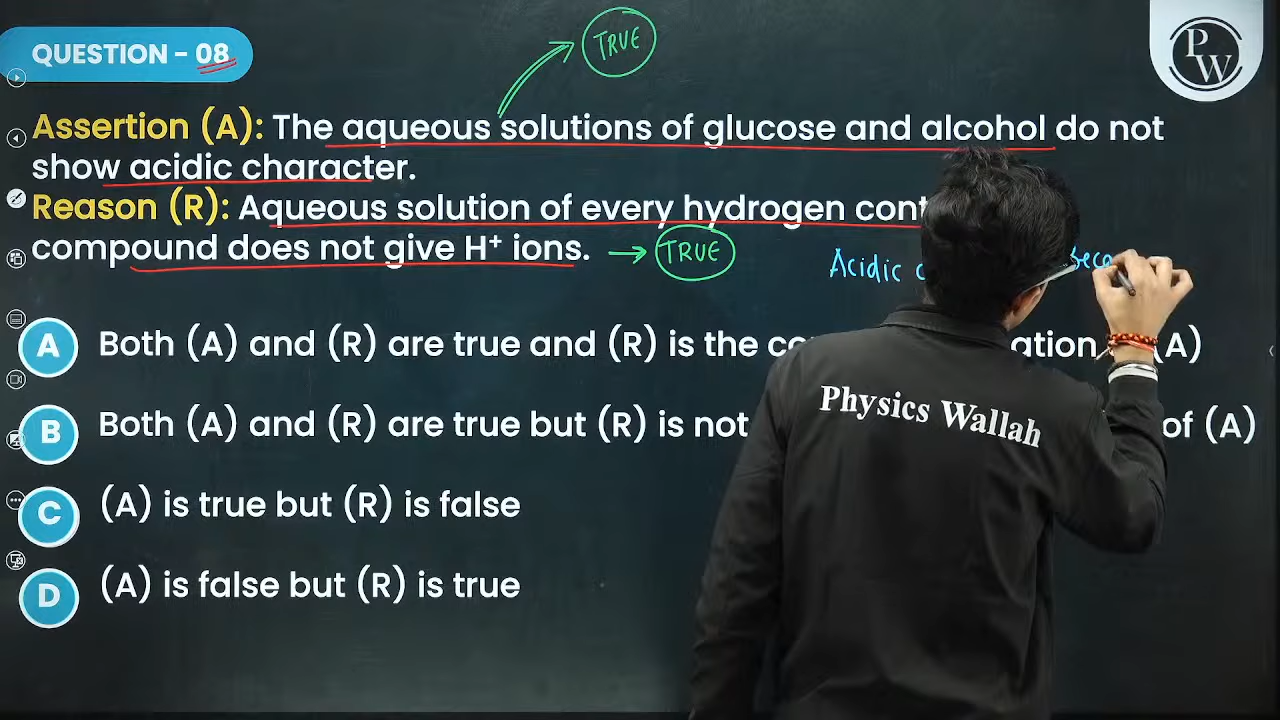 QUESTION - 08
TRUE
PW
Assertion (A): The aqueous solutions of glucose and alcohol do not
show acidic character.
Reason (R): Aqueous solution of every hydrogen
compound does not give H⁺ ions. → TRUE
Acidic
A Both (A) and (R) are true and (R) is the (A)
B Both (A) and (R) are true but (R) is not of (A)
C (A) is true but (R) is false
D (A) is false but (R) is true
Physics Wallah